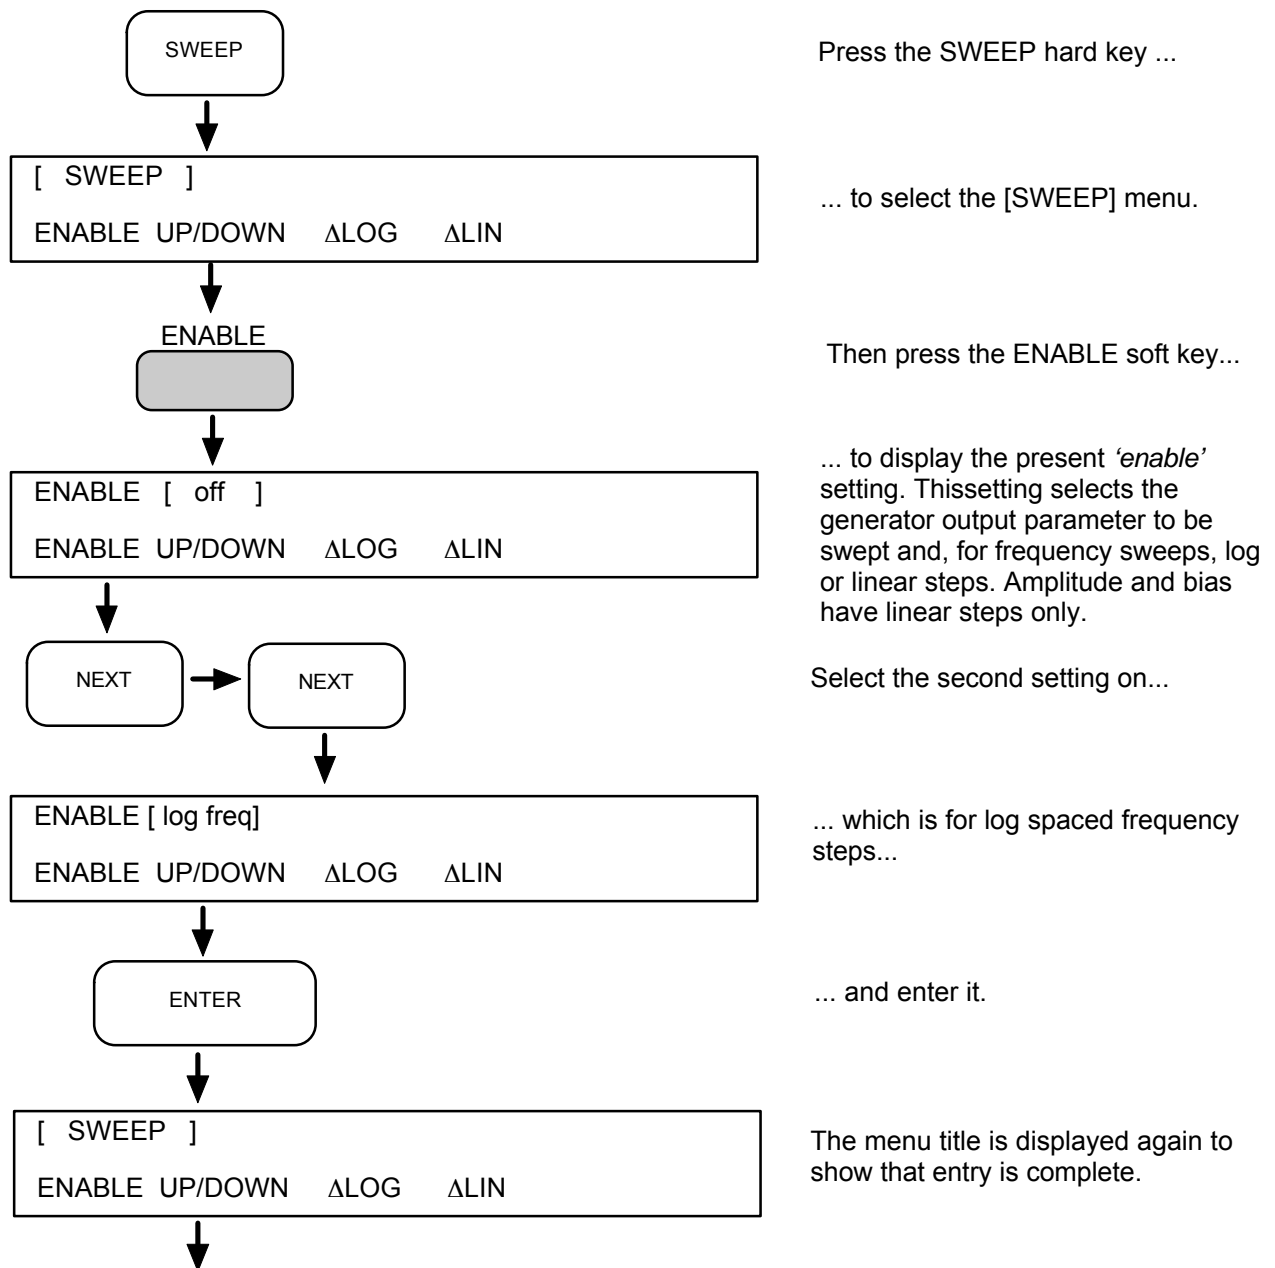 SWEEP
Press the SWEEP hard key ...
[ SWEEP ]
ENABLE UP/DOWN ΔLOG ΔLIN
... to select the [SWEEP] menu.
ENABLE
Then press the ENABLE soft key...
ENABLE [ off ]
ENABLE UP/DOWN ΔLOG ΔLIN
... to display the present ‘enable’
setting. Thissetting selects the
generator output parameter to be
swept and, for frequency sweeps, log
or linear steps. Amplitude and bias
have linear steps only.
NEXT NEXT
Select the second setting on...
ENABLE [ log freq]
ENABLE UP/DOWN ΔLOG ΔLIN
... which is for log spaced frequency
steps...
ENTER
... and enter it.
[ SWEEP ]
ENABLE UP/DOWN ΔLOG ΔLIN
The menu title is displayed again to
show that entry is complete.